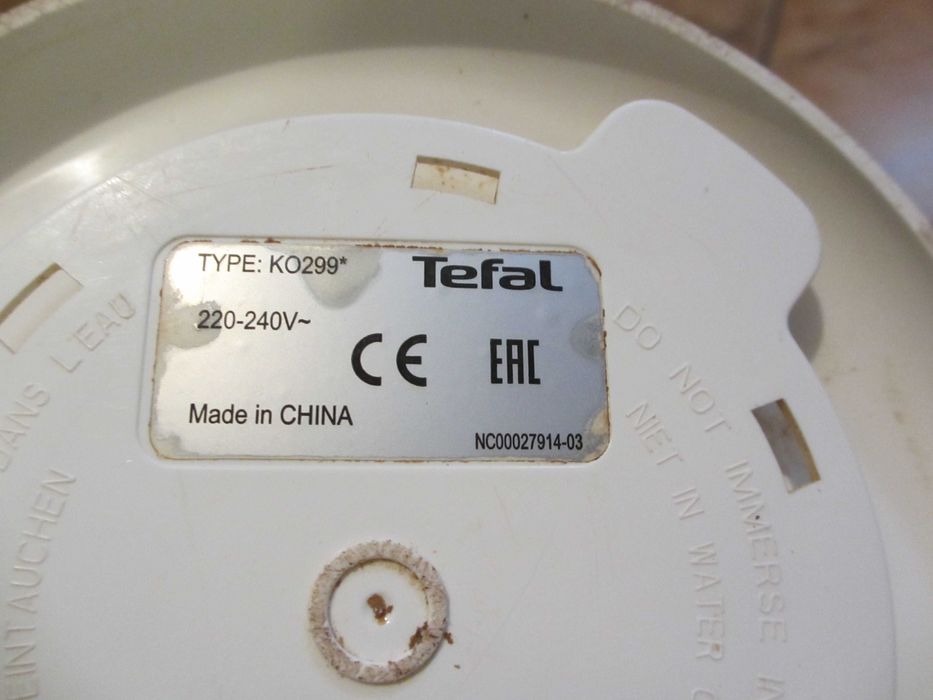 TYPE: KO299*
Tefal
220-240V~
CE
EAC
Made in CHINA
NC00027914-03
DO NOT IMMERSE
NIET IN WATER
DANS L'EAU
EINTAUCHEN